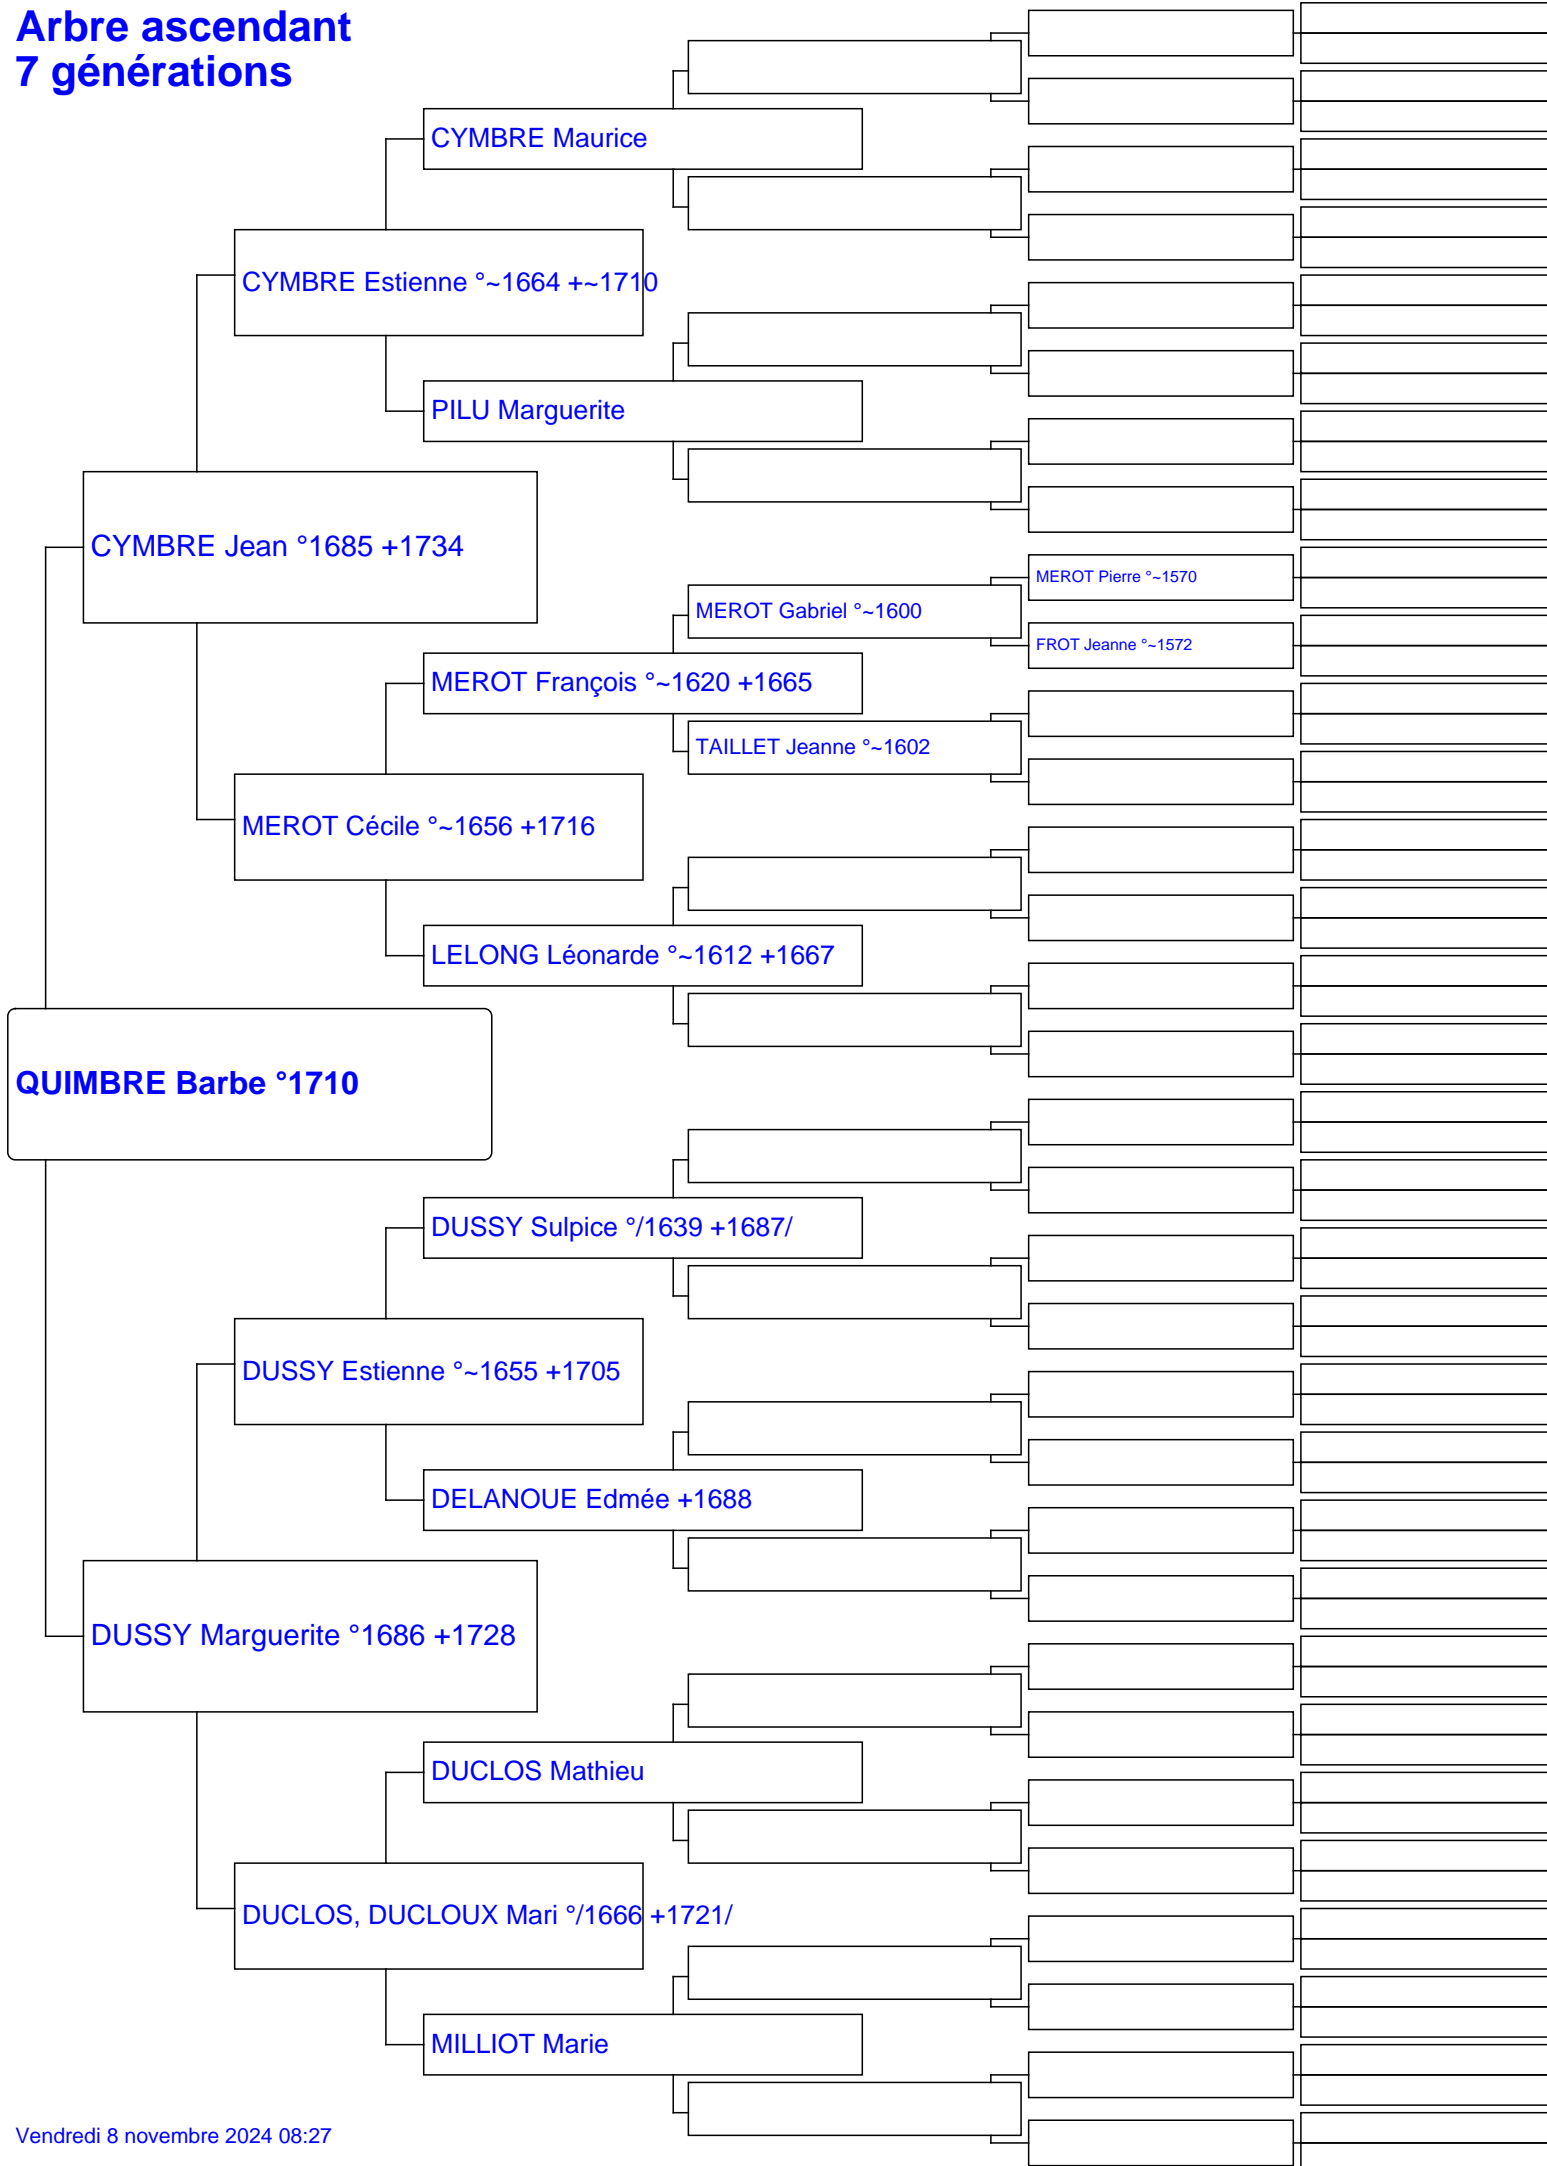 Arbre ascendant
7 générations
CYMBRE Maurice
CYMBRE Estienne °~1664 +~1710
PILU Marguerite
CYMBRE Jean °1685 +1734
MEROT Pierre °~1570
MEROT Gabriel °~1600
FROT Jeanne °~1572
MEROT François °~1620 +1665
TAILLET Jeanne °~1602
MEROT Cécile °~1656 +1716
LELONG Léonarde °~1612 +1667
QUIMBRE Barbe °1710
DUSSY Sulpice °/1639 +1687/
DUSSY Estienne °~1655 +1705
DELANOUE Edmée +1688
DUSSY Marguerite °1686 +1728
DUCLOS Mathieu
DUCLOS, DUCLOUX Mari °/1666 +1721/
MILLIOT Marie
Vendredi 8 novembre 2024 08:27